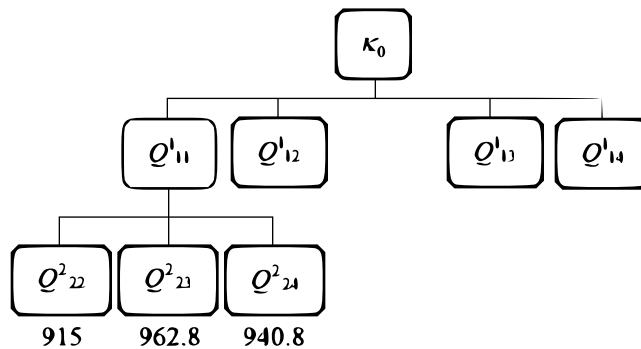 κ₀
Q¹₁₁ Q¹₁₂ Q¹₁₃ Q¹₁₄
Q²₂₂ Q²₂₃ Q²₂₄
915 962.8 940.8